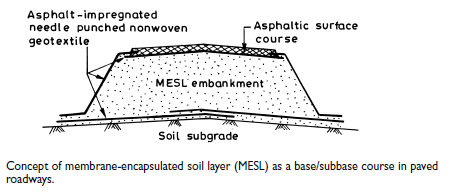 Asphalt-impregnated
needle punched nonwoven
geotextile
Asphaltic surface
course
MESL embankment
Soil subgrade
Concept of membrane-encapsulated soil layer (MESL) as a base/subbase course in paved
roadways.